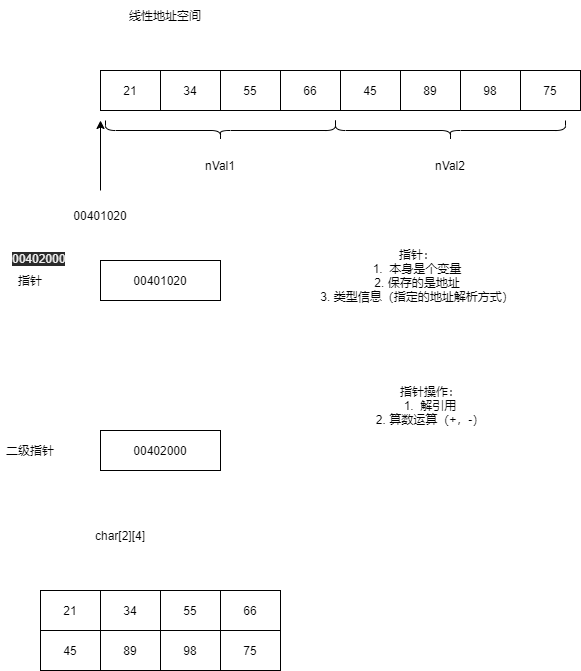 线性地址空间
21 34 55 66 45 89 98 75
nVal1 nVal2
00401020
00402000
指针
00401020
指针：
1. 本身是个变量
2. 保存的是地址
3. 类型信息（指定的地址解析方式）
指针操作：
1. 解引用
2. 算数运算（+，-）
二级指针
00402000
char[2][4]
21 34 55 66
45 89 98 75